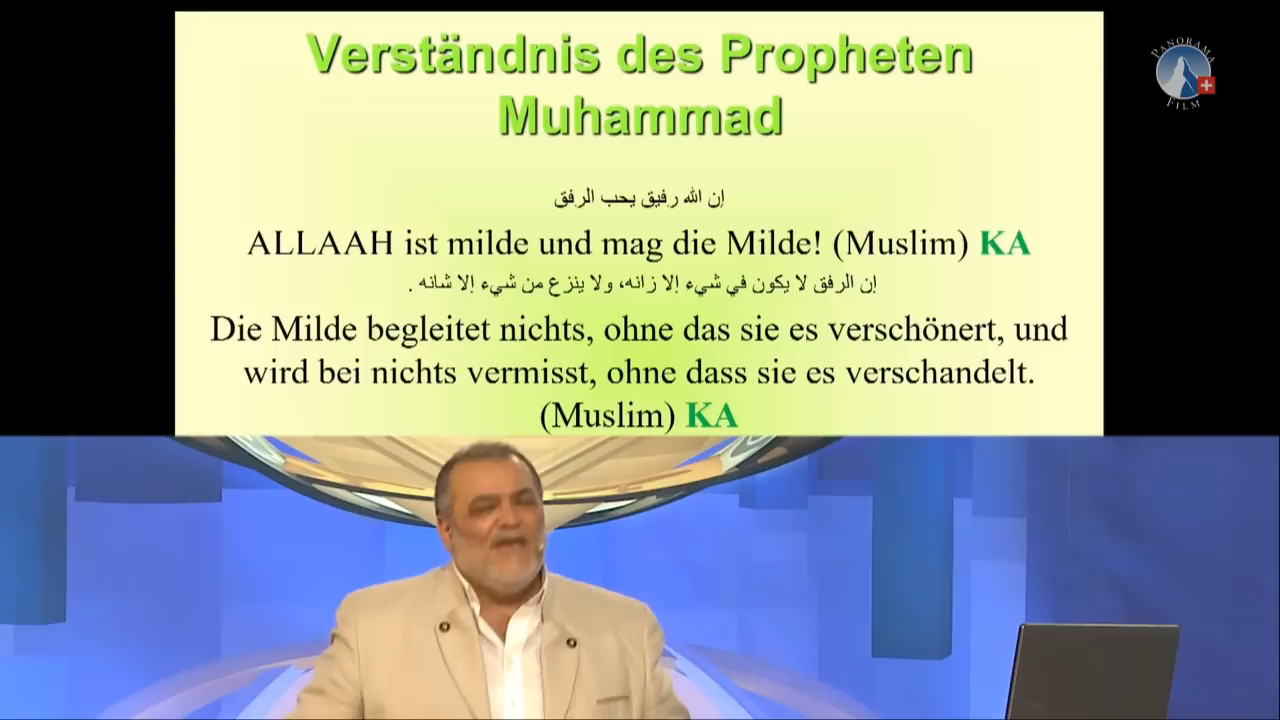 Verständnis des Propheten
Muhammad
إن الله رفيق يحب الرفق
ALLAAH ist milde und mag die Milde! (Muslim) KA
إن الرفق لا يكون في شيء إلا زانه، ولا ينزع من شيء إلا شانه .
Die Milde begleitet nichts, ohne das sie es verschönert, und
wird bei nichts vermisst, ohne dass sie es verschandelt.
(Muslim) KA
PANORAMA
FILM